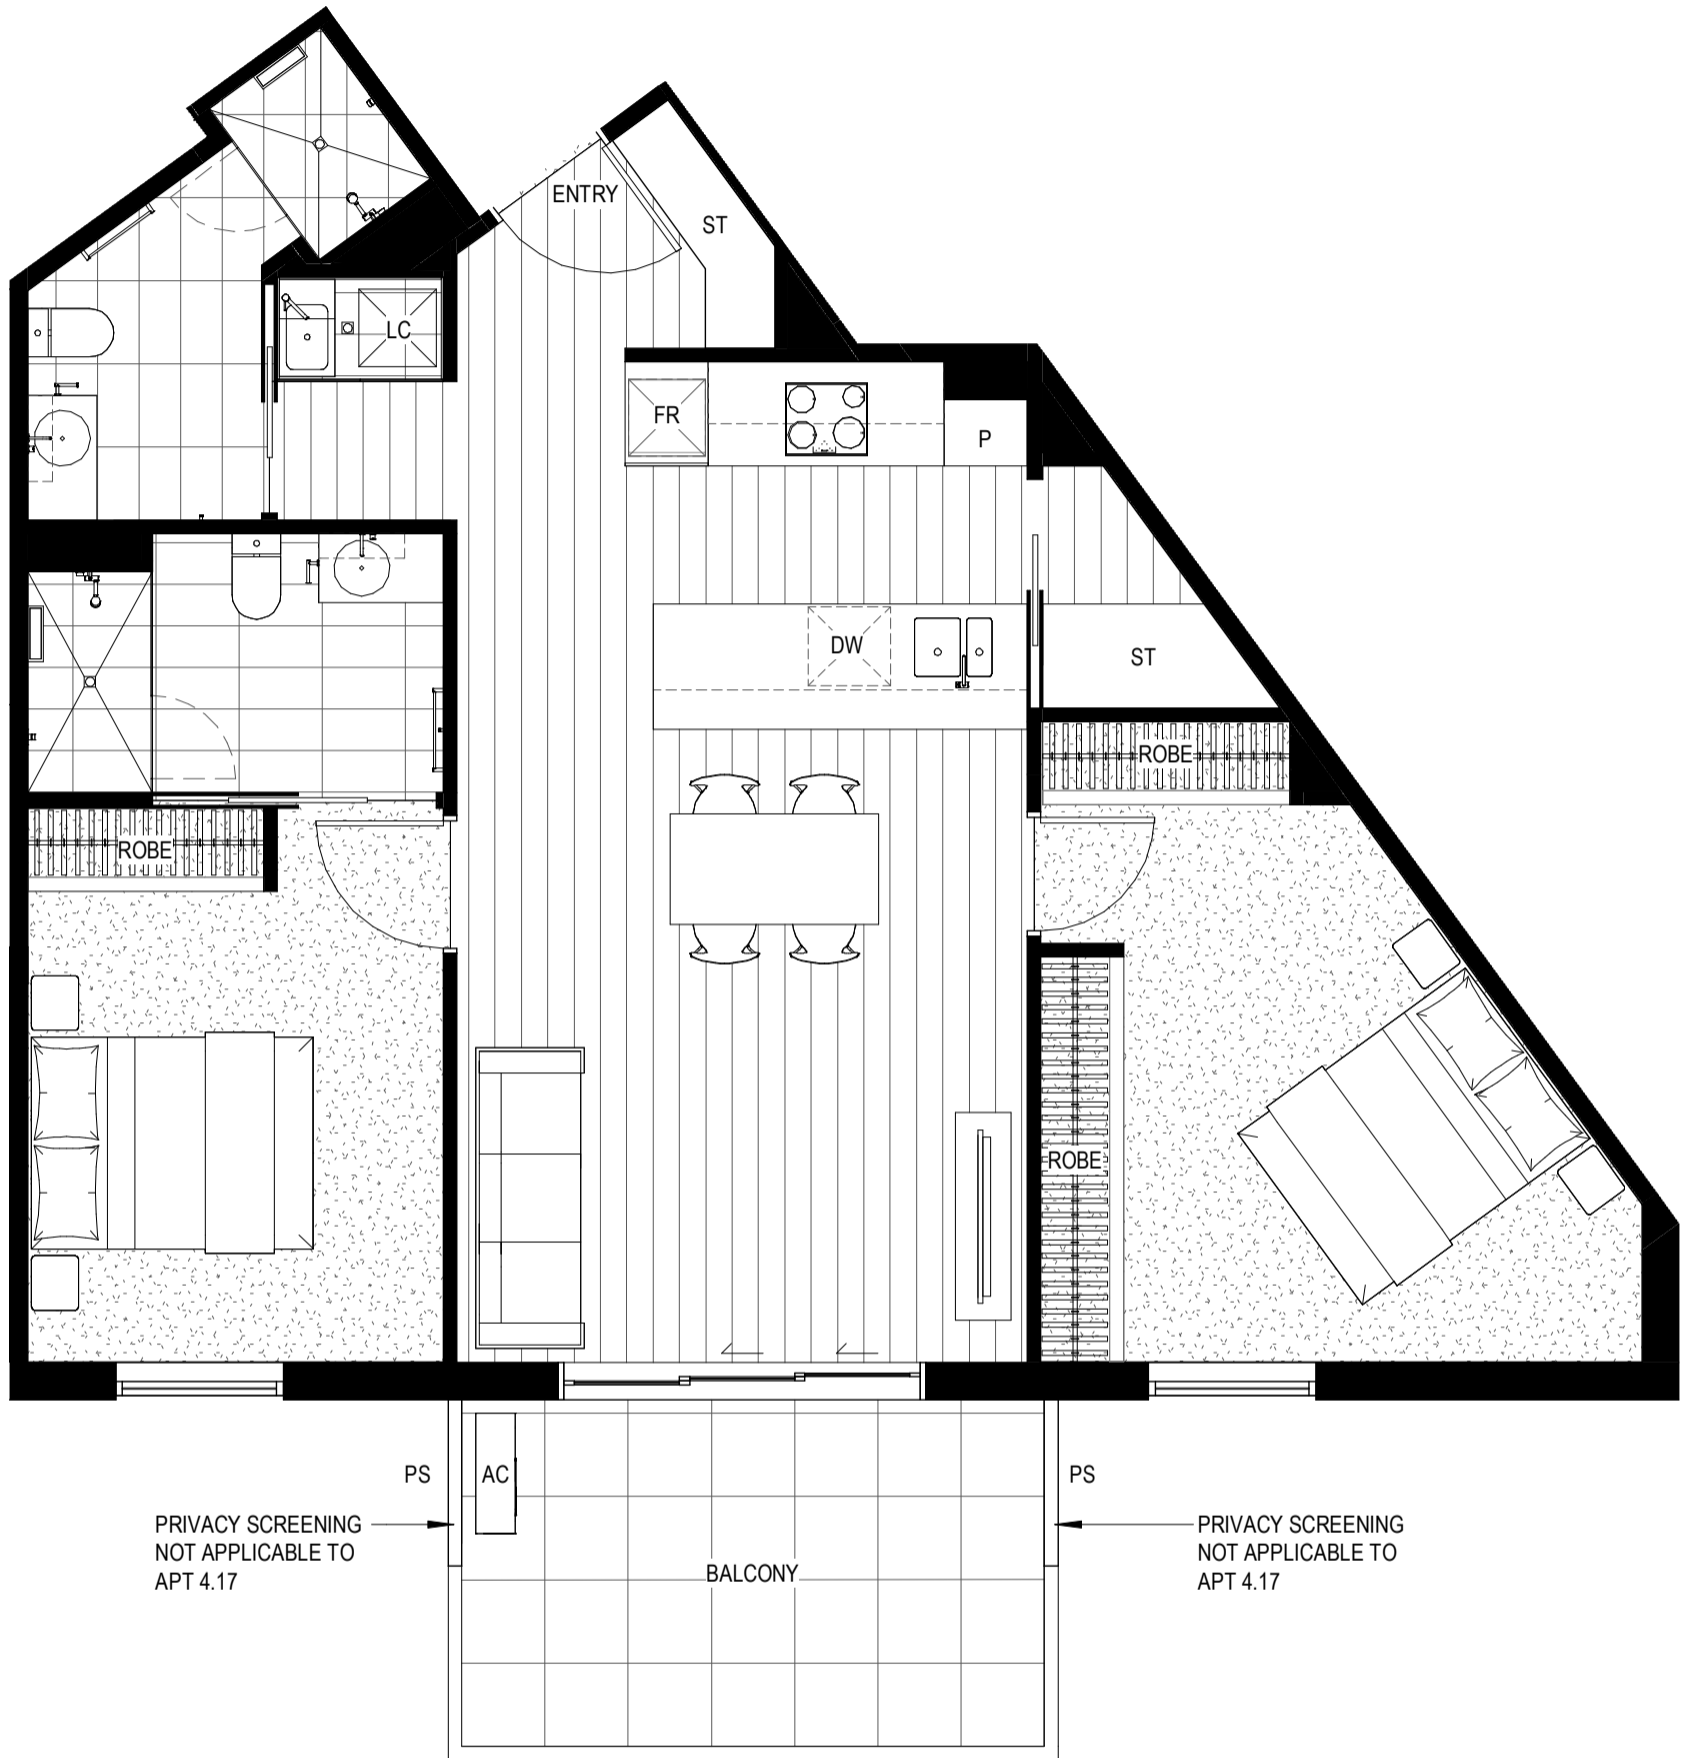 ENTRY
ST
LC
FR
P
DW
ST
ROBE
ROBE
ROBE
PS
AC
PS
PRIVACY SCREENING
NOT APPLICABLE TO
APT 4.17
PRIVACY SCREENING
NOT APPLICABLE TO
APT 4.17
BALCONY